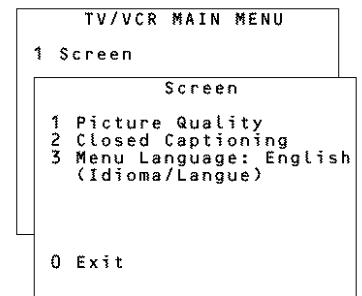 TV/VCR MAIN MENU
1 Screen
Screen
1 Picture Quality
2 Closed Captioning
3 Menu Language: English
(Idioma/Langue)
0 Exit